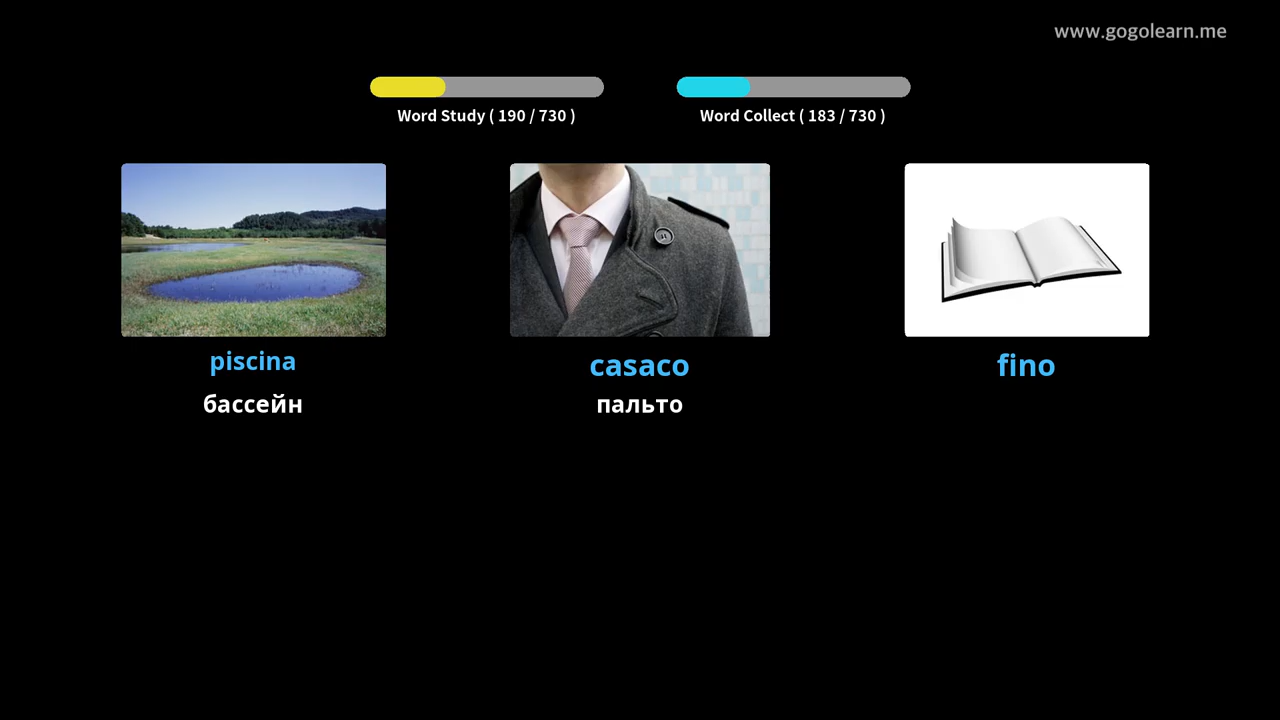 www.gogolearn.me
Word Study ( 190 / 730 )
Word Collect ( 183 / 730 )
piscina
casaco
fino
бассейн
пальто